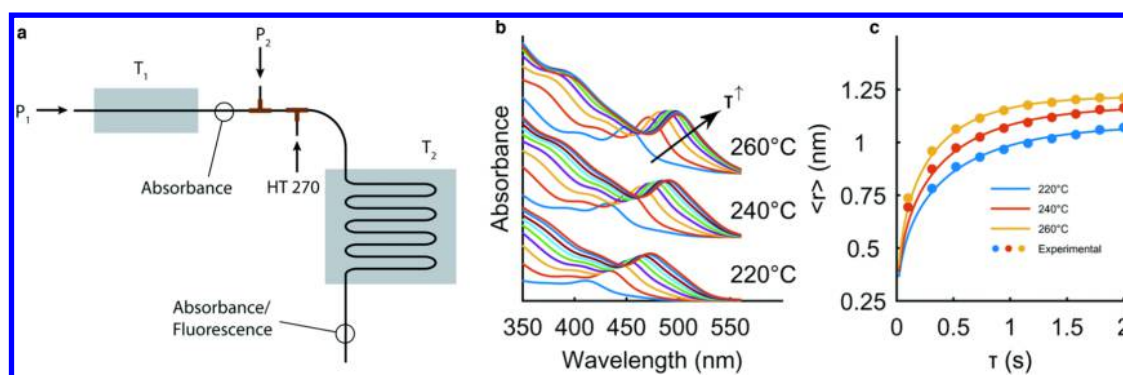 a
T₁
P₁
P₂
Absorbance
HT 270
T₂
Absorbance/
Fluorescence
b
Absorbance
τ↑
260°C
240°C
220°C
350 400 450 500 550
Wavelength (nm)
c
<r> (nm)
1.25
1
0.75
0.5
0.25
220°C
240°C
260°C
Experimental
0 0.5 1 1.5 2
τ (s)